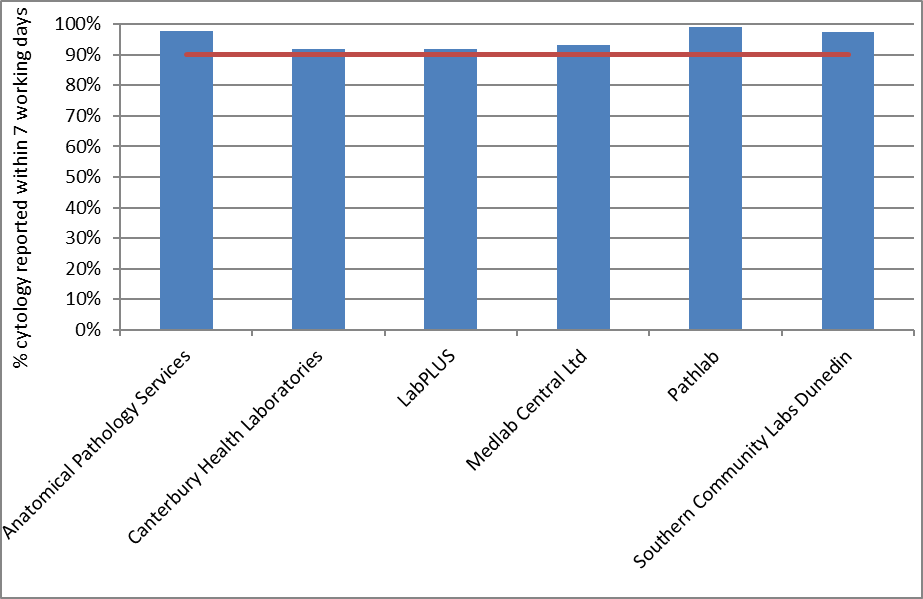 % cytology reported within 7 working days
100%
90%
80%
70%
60%
50%
40%
30%
20%
10%
0%
Anatomical Pathology Services
Canterbury Health Laboratories
LabPLUS
Medlab Central Ltd
Pathlab
Southern Community Labs Dunedin